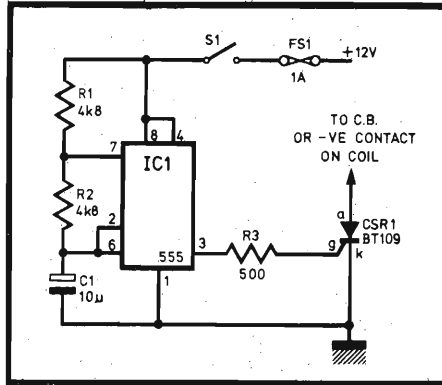 S1
FS1
+12V
1A
R1
4k8
8
4
TO C.B.
OR -VE CONTACT
ON COIL
7
IC1
R2
4k8
2
a
CSR1
BT109
R3
g
k
6
555
3
500
C1
10µ
1